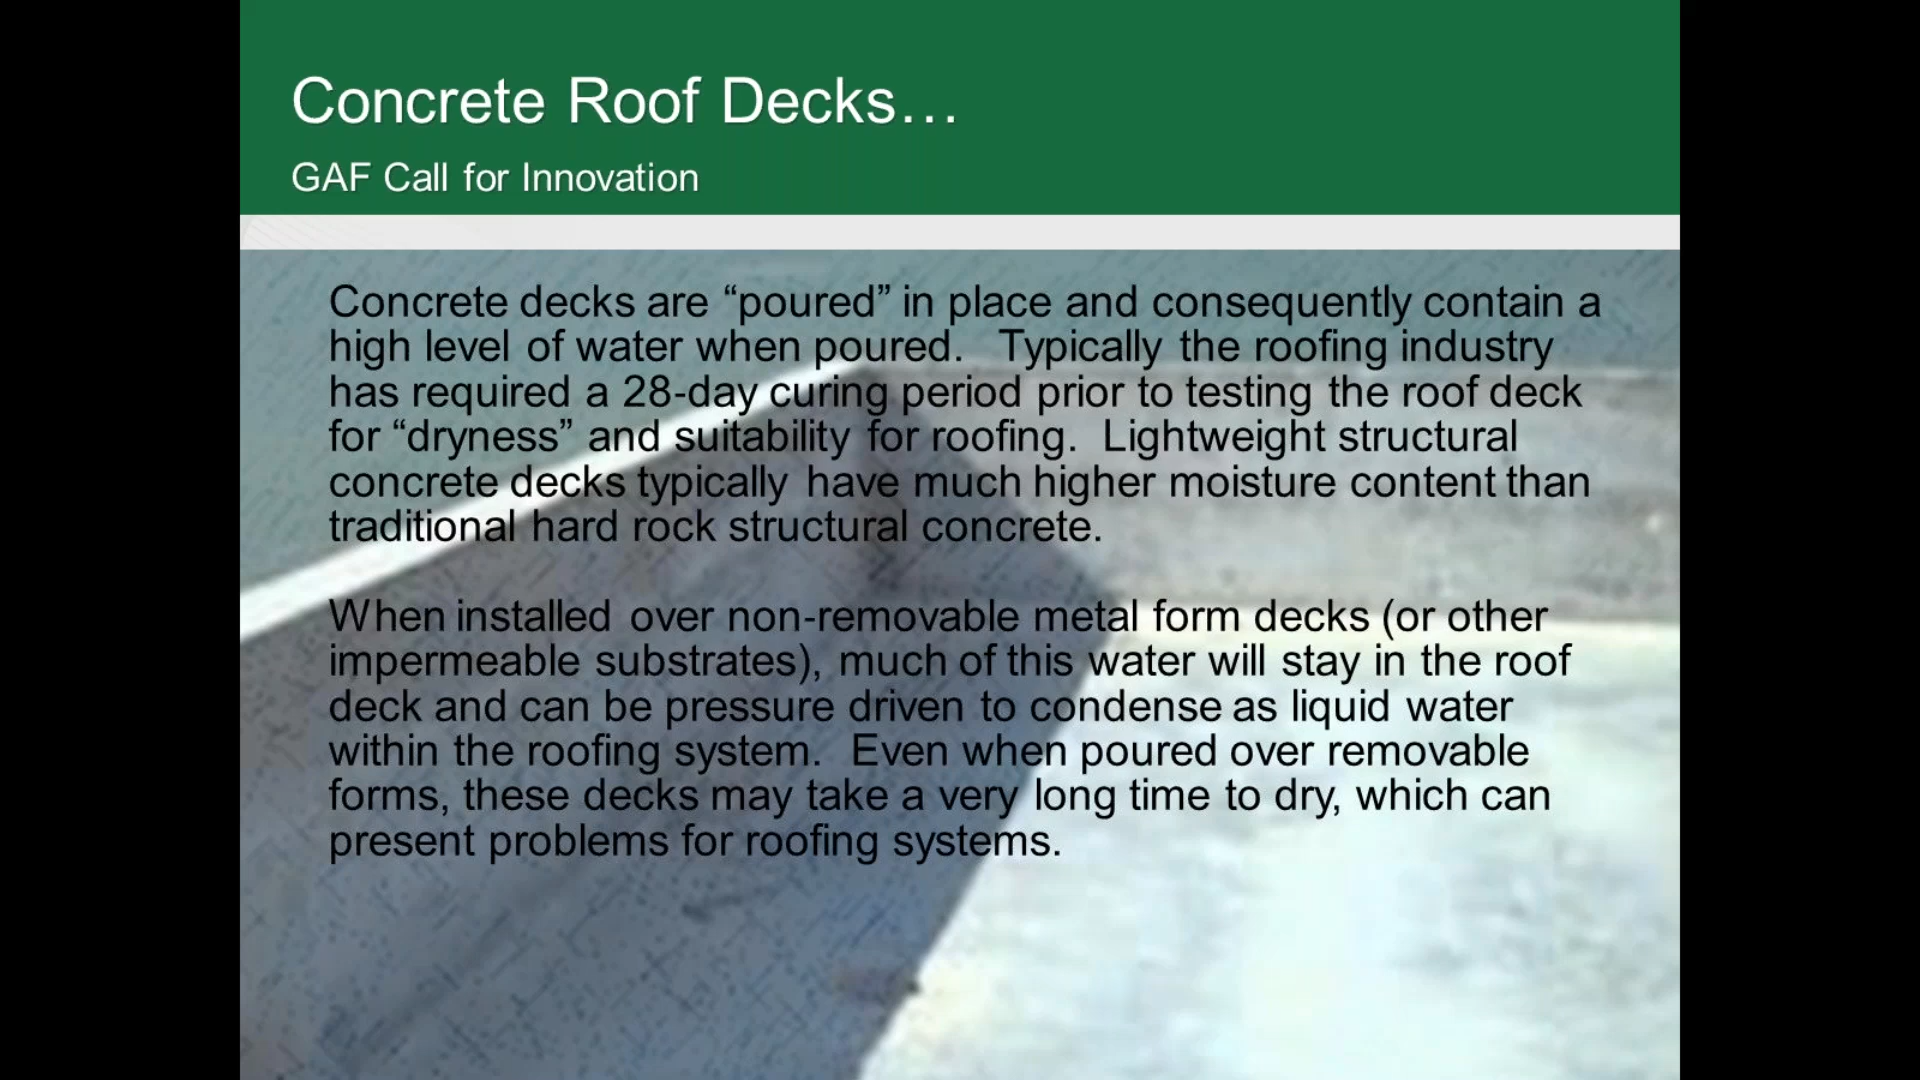 Concrete Roof Decks…
GAF Call for Innovation
Concrete decks are “poured” in place and consequently contain a
high level of water when poured. Typically the roofing industry
has required a 28-day curing period prior to testing the roof deck
for “dryness” and suitability for roofing. Lightweight structural
concrete decks typically have much higher moisture content than
traditional hard rock structural concrete.
When installed over non-removable metal form decks (or other
impermeable substrates), much of this water will stay in the roof
deck and can be pressure driven to condense as liquid water
within the roofing system. Even when poured over removable
forms, these decks may take a very long time to dry, which can
present problems for roofing systems.